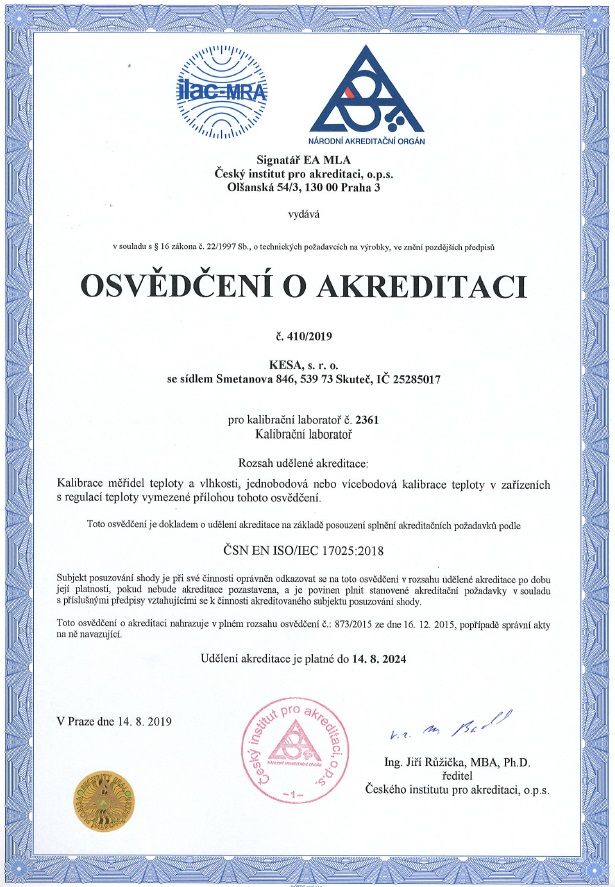 ilac-MRA
NÁRODNÍ AKREDITAČNÍ ORGÁN
Signatář EA MLA
Český institut pro akreditaci, o.p.s.
Olšanská 54/3, 130 00 Praha 3
vydává
v souladu s § 16 zákona č. 22/1997 Sb., o technických požadavcích na výrobky, ve znění pozdějších předpisů
OSVĚDČENÍ O AKREDITACI
č. 410/2019
KESA, s. r. o.
se sídlem Smetanova 846, 539 73 Skuteč, IČ 25285017
pro kalibrační laboratoř č. 2361
Kalibrační laboratoř
Rozsah udělené akreditace:
Kalibrace měřidel teploty a vlhkosti, jednobodová nebo vícebodová kalibrace teploty v zařízeních
s regulací teploty vymezené přílohou tohoto osvědčení.
Toto osvědčení je dokladem o udělení akreditace na základě posouzení splnění akreditačních požadavků podle
ČSN EN ISO/IEC 17025:2018
Subjekt posuzování shody je při své činnosti oprávněn odkazovat se na toto osvědčení v rozsahu udělené akreditace po dobu
její platnosti, pokud nebude akreditace pozastavena, a je povinen plnit stanovené akreditační požadavky v souladu
s příslušnými předpisy vztahujícími se k činnosti akreditovaného subjektu posuzování shody.
Toto osvědčení o akreditaci nahrazuje v plném rozsahu osvědčení č.: 873/2015 ze dne 16. 12. 2015, popřípadě správní akty
na ně navazující.
Udělení akreditace je platné do 14. 8. 2024
V Praze dne 14. 8. 2019
Český institut pro akreditaci, o.p.s.
NÁRODNÍ AKREDITAČNÍ ORGÁN
–1–
Ing. Jiří Růžička, MBA, Ph.D.
ředitel
Českého institutu pro akreditaci, o.p.s.